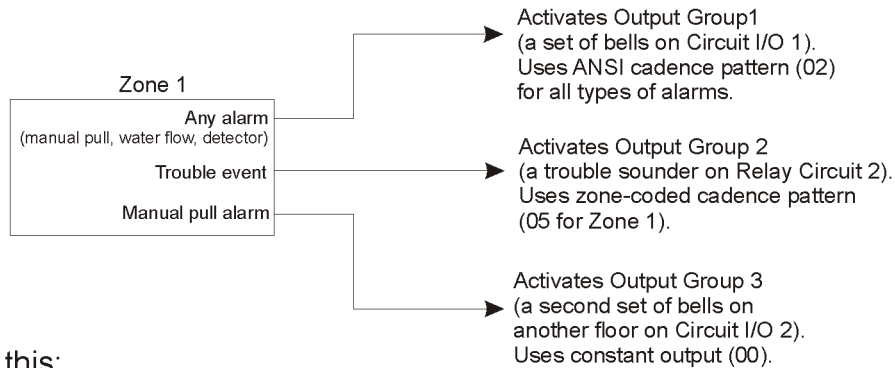 Zone 1
Any alarm
(manual pull, water flow, detector)
Trouble event
Manual pull alarm
Activates Output Group1
(a set of bells on Circuit I/O 1).
Uses ANSI cadence pattern (02)
for all types of alarms.
Activates Output Group 2
(a trouble sounder on Relay Circuit 2).
Uses zone-coded cadence pattern
(05 for Zone 1).
Activates Output Group 3
(a second set of bells on
another floor on Circuit I/O 2).
Uses constant output (00).
this: